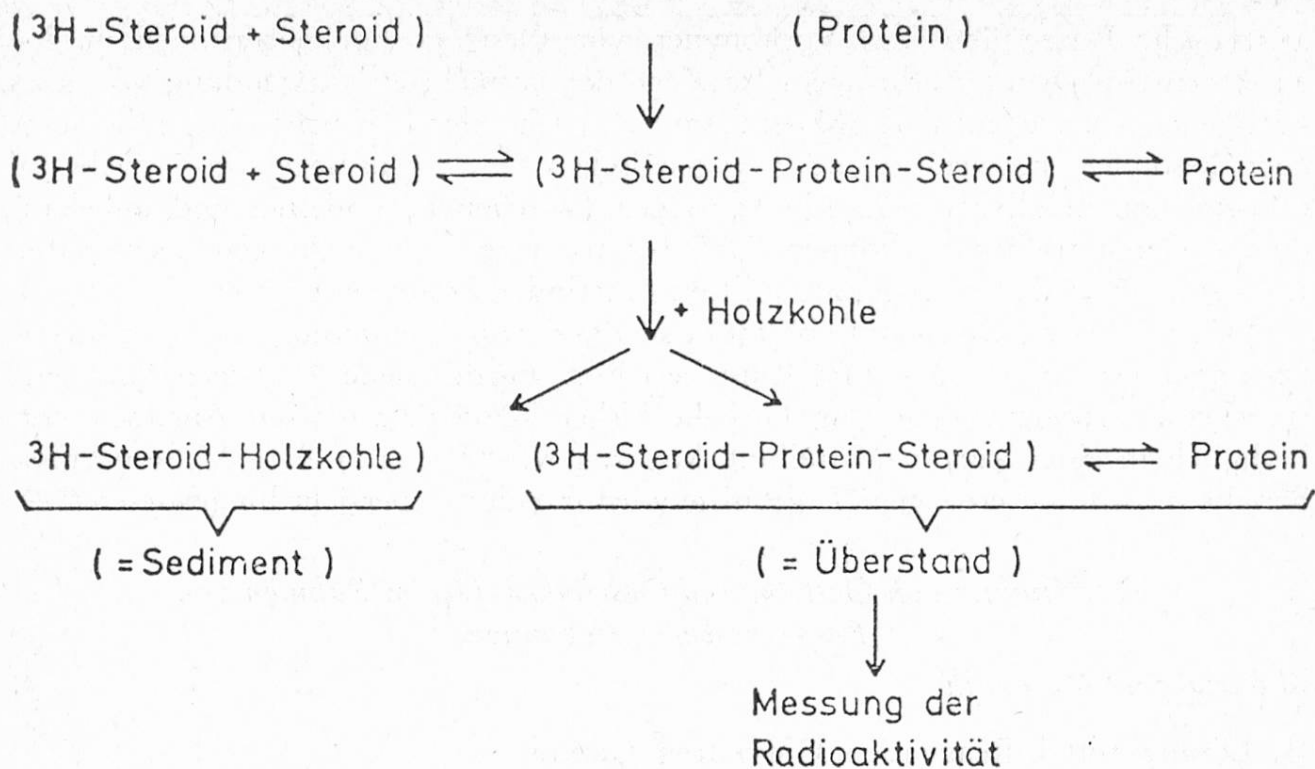 ( ³H-Steroid + Steroid ) ( Protein )
( ³H-Steroid + Steroid ) ⇌ ( ³H-Steroid-Protein-Steroid ) ⇌ Protein
+ Holzkohle
³H-Steroid-Holzkohle ) ( ³H-Steroid-Protein-Steroid ) ⇌ Protein
( = Sediment ) ( = Überstand )
Messung der
Radioaktivität